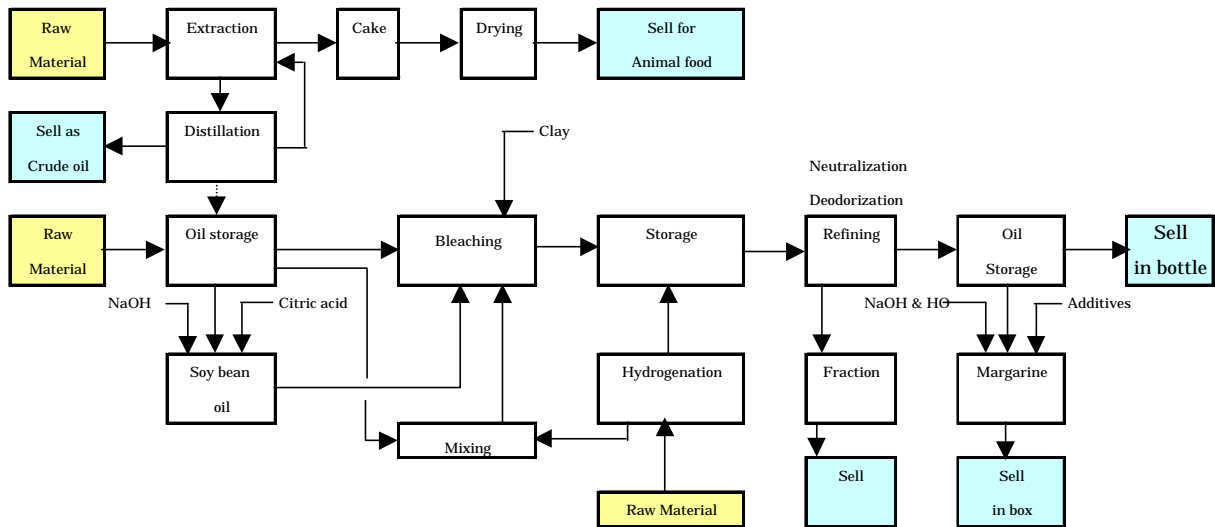 Raw
Material
Extraction
Cake
Drying
Sell for
Animal food
Sell as
Crude oil
Distillation
Clay
Neutralization
Deodorization
Raw
Material
Oil storage
Bleaching
Storage
Refining
Oil
Storage
Sell
in bottle
NaOH
Citric acid
NaOH & HC
Additives
Soy bean
oil
Hydrogenation
Fraction
Margarine
Mixing
Sell
Sell
in box
Raw Material